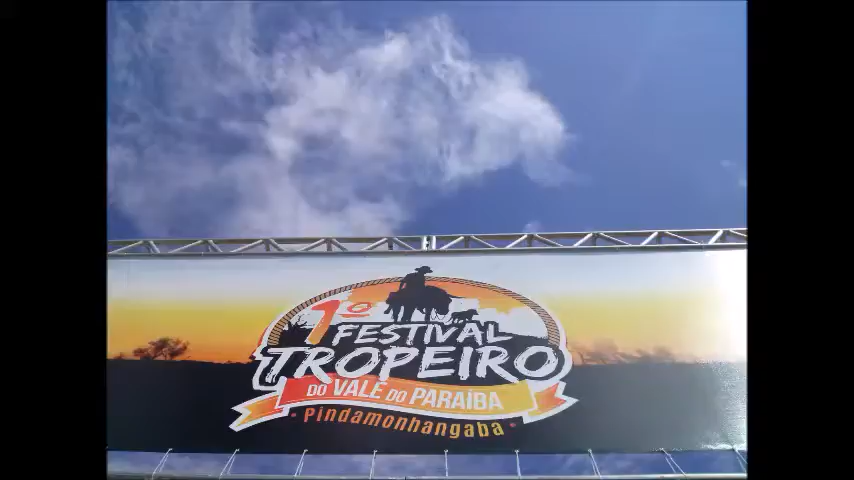 1º
FESTIVAL
TROPEIRO
DO VALE DO PARAÍBA
• Pindamonhangaba •